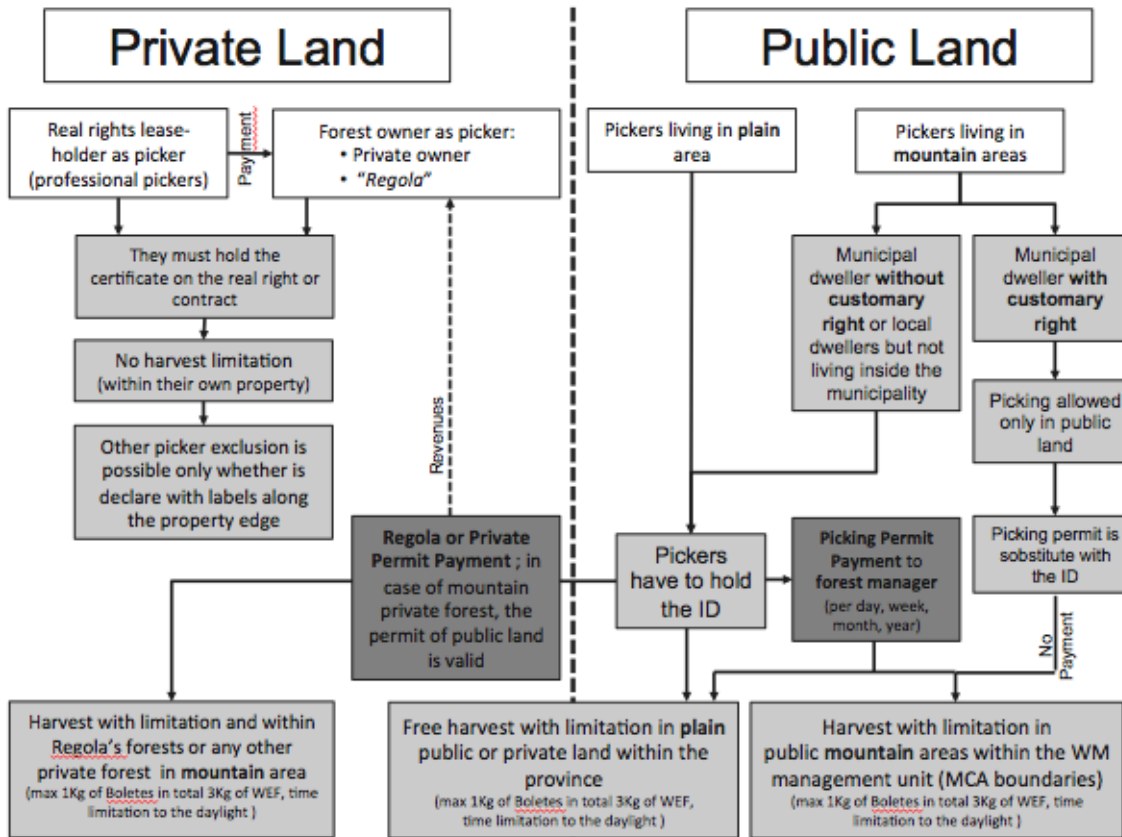 Private Land
Public Land
Real rights lease-
holder as picker
(professional pickers)
Payment
Forest owner as picker:
• Private owner
• "Regola"
Pickers living in plain
area
Pickers living in
mountain areas
They must hold the
certificate on the real right or
contract
No harvest limitation
(within their own property)
Other picker exclusion is
possible only whether is
declare with labels along
the property edge
Revenues
Municipal
dweller without
customary
right or local
dwellers but not
living inside the
municipality
Municipal
dweller with
customary
right
Picking allowed
only in public
land
Regola or Private
Permit Payment ; in
case of mountain
private forest, the
permit of public land
is valid
Pickers
have to hold
the ID
Picking Permit
Payment to
forest manager
(per day, week,
month, year)
Picking permit is
sobstitute with
the ID
No
Payment
Harvest with limitation and within
Regola's forests or any other
private forest in mountain area
(max 1Kg of Boletes in total 3Kg of WEF, time
limitation to the daylight )
Free harvest with limitation in plain
public or private land within the
province
(max 1Kg of Boletes in total 3Kg of WEF,
time limitation to the daylight )
Harvest with limitation in
public mountain areas within the WM
management unit (MCA boundaries)
(max 1Kg of Boletes in total 3Kg of WEF, time
limitation to the daylight )